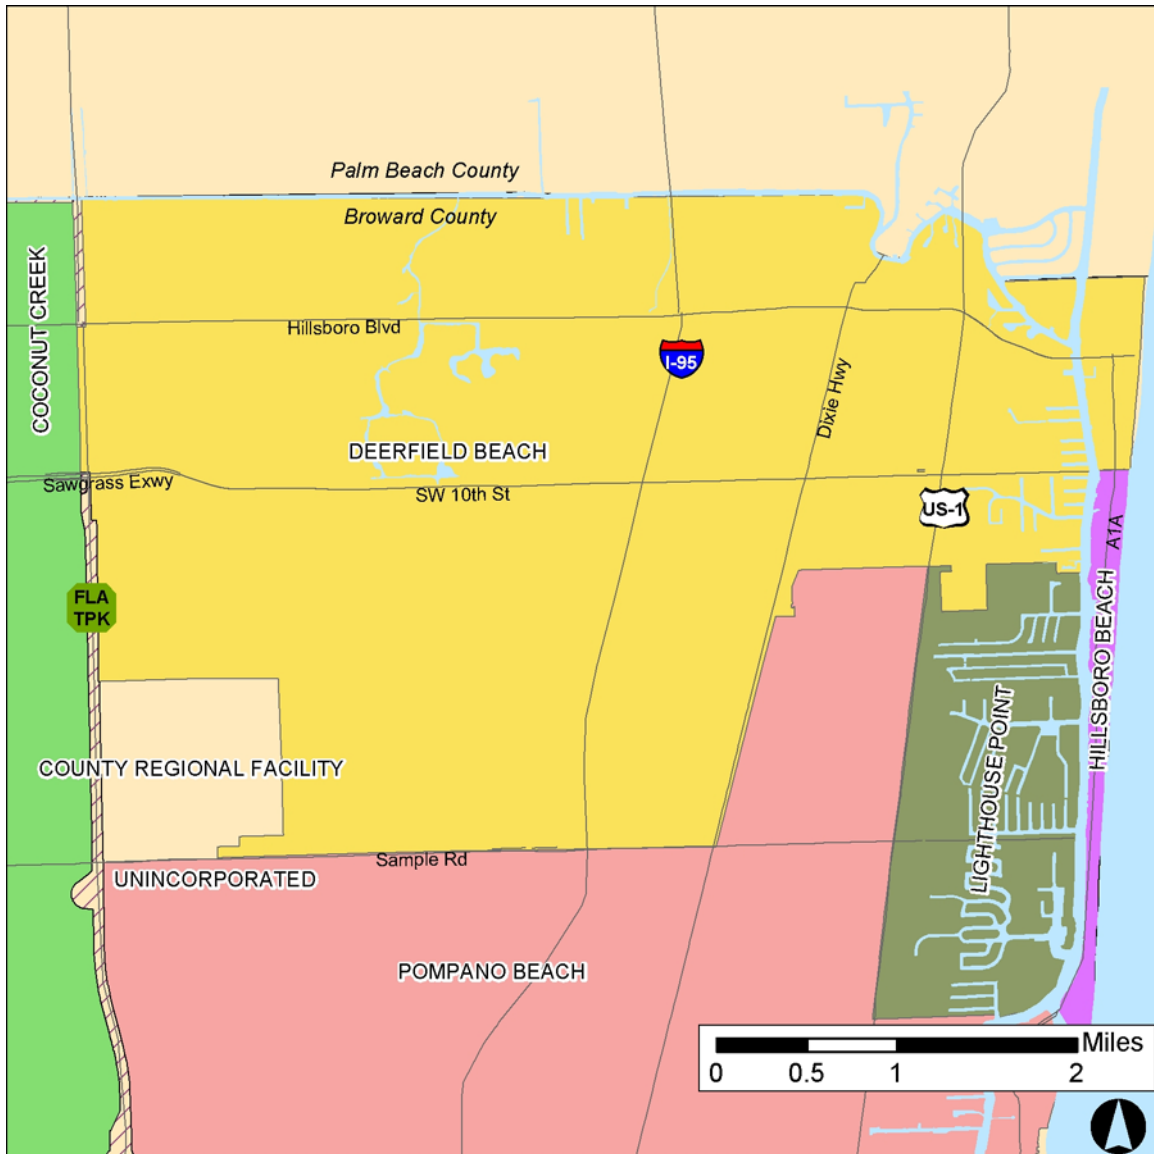 Palm Beach County
Broward County
COCONUT CREEK
Hillsboro Blvd
I-95
Dixie Hwy
DEERFIELD BEACH
Sawgrass Exwy
SW 10th St
US-1
A1A
FLA
TPK
HILLSBORO BEACH
LIGHTHOUSE POINT
COUNTY REGIONAL FACILITY
Sample Rd
UNINCORPORATED
POMPANO BEACH
Miles
0 0.5 1 2